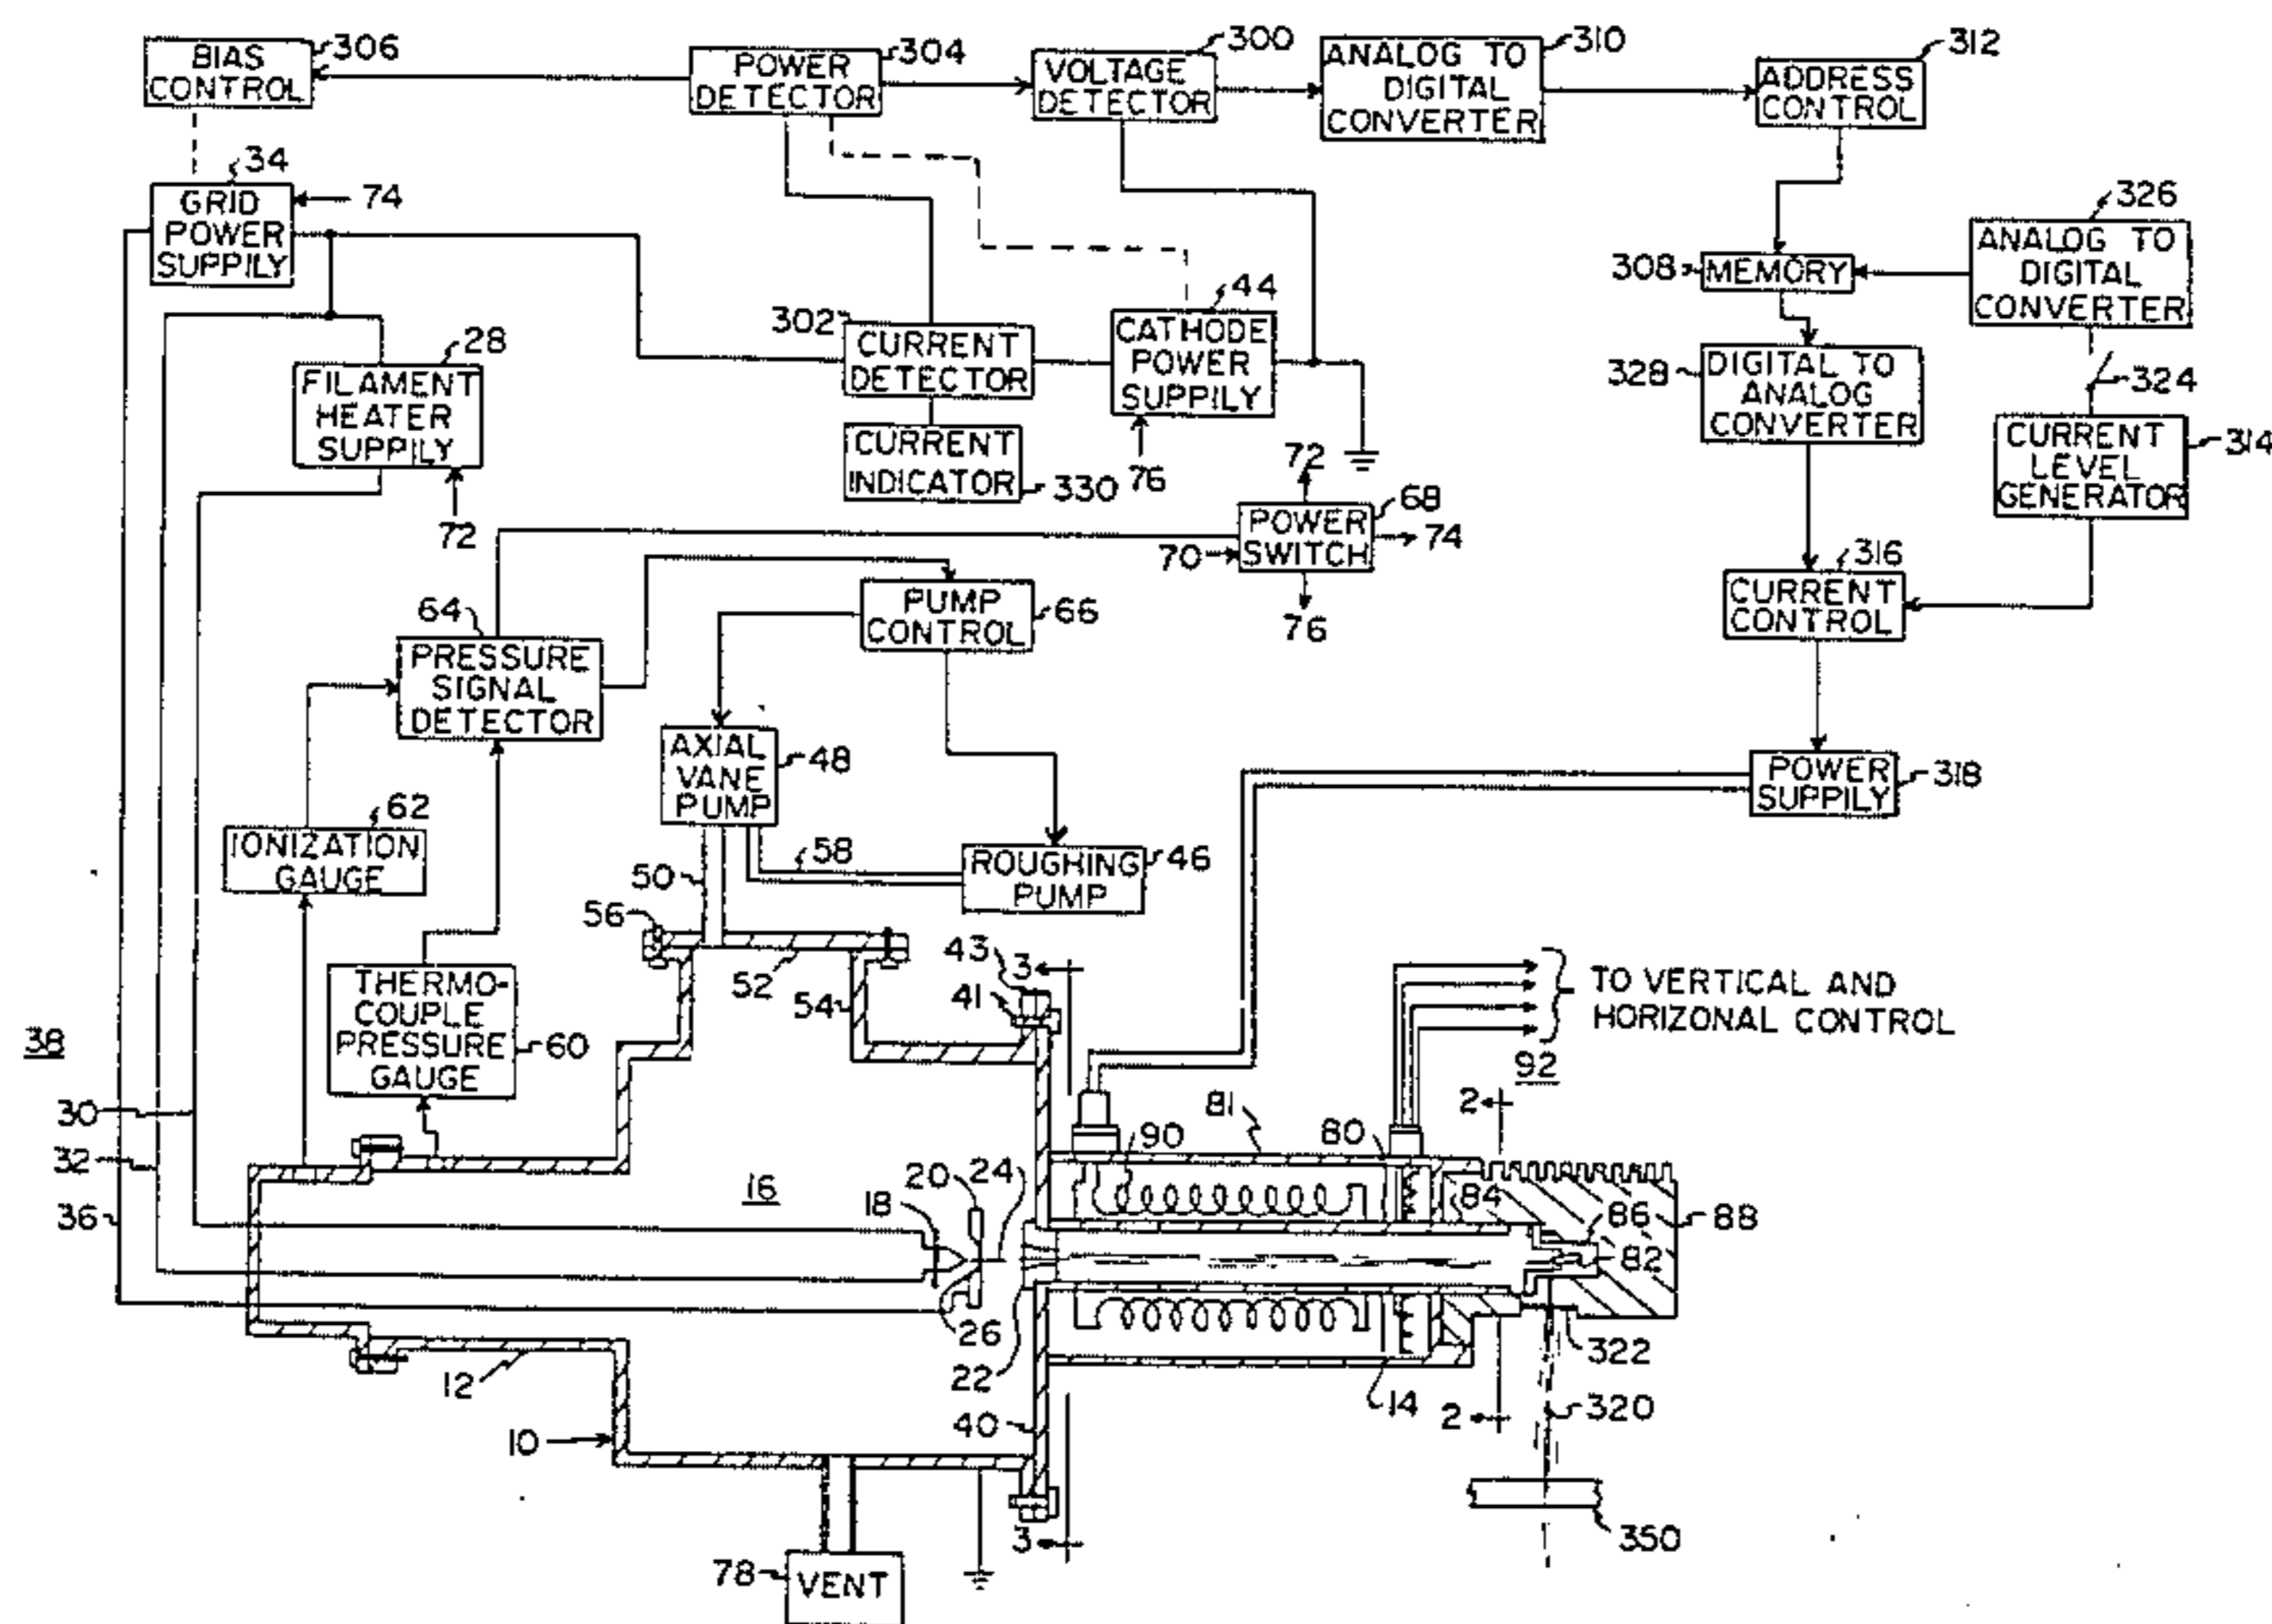 BIAS
CONTROL
306
POWER
DETECTOR
304
VOLTAGE
DETECTOR
300
ANALOG TO
DIGITAL
CONVERTER
310
ADDRESS
CONTROL
312
34
GRID
POWER
SUPPILY
74
326
ANALOG TO
DIGITAL
CONVERTER
308
MEMORY
28
FILAMENT
HEATER
SUPPILY
72
302
CURRENT
DETECTOR
44
CATHODE
POWER
SUPPILY
76
CURRENT
INDICATOR
330
328
DIGITAL TO
ANALOG
CONVERTER
324
CURRENT
LEVEL
GENERATOR
314
72
68
POWER
SWITCH
70
74
76
316
CURRENT
CONTROL
64
PRESSURE
SIGNAL
DETECTOR
PUMP
CONTROL
66
AXIAL
VANE
PUMP
48
POWER
SUPPILY
318
62
IONIZATION
GAUGE
50
58
ROUGHING
PUMP
46
56
52
54
43
41
3
THERMO-
COUPLE
PRESSURE
GAUGE
60
TO VERTICAL AND
HORIZONAL CONTROL
92
38
30
32
36
16
18
20
24
26
22
90
81
80
84
2
86
82
88
12
10
40
14
2
322
320
350
3
78
VENT